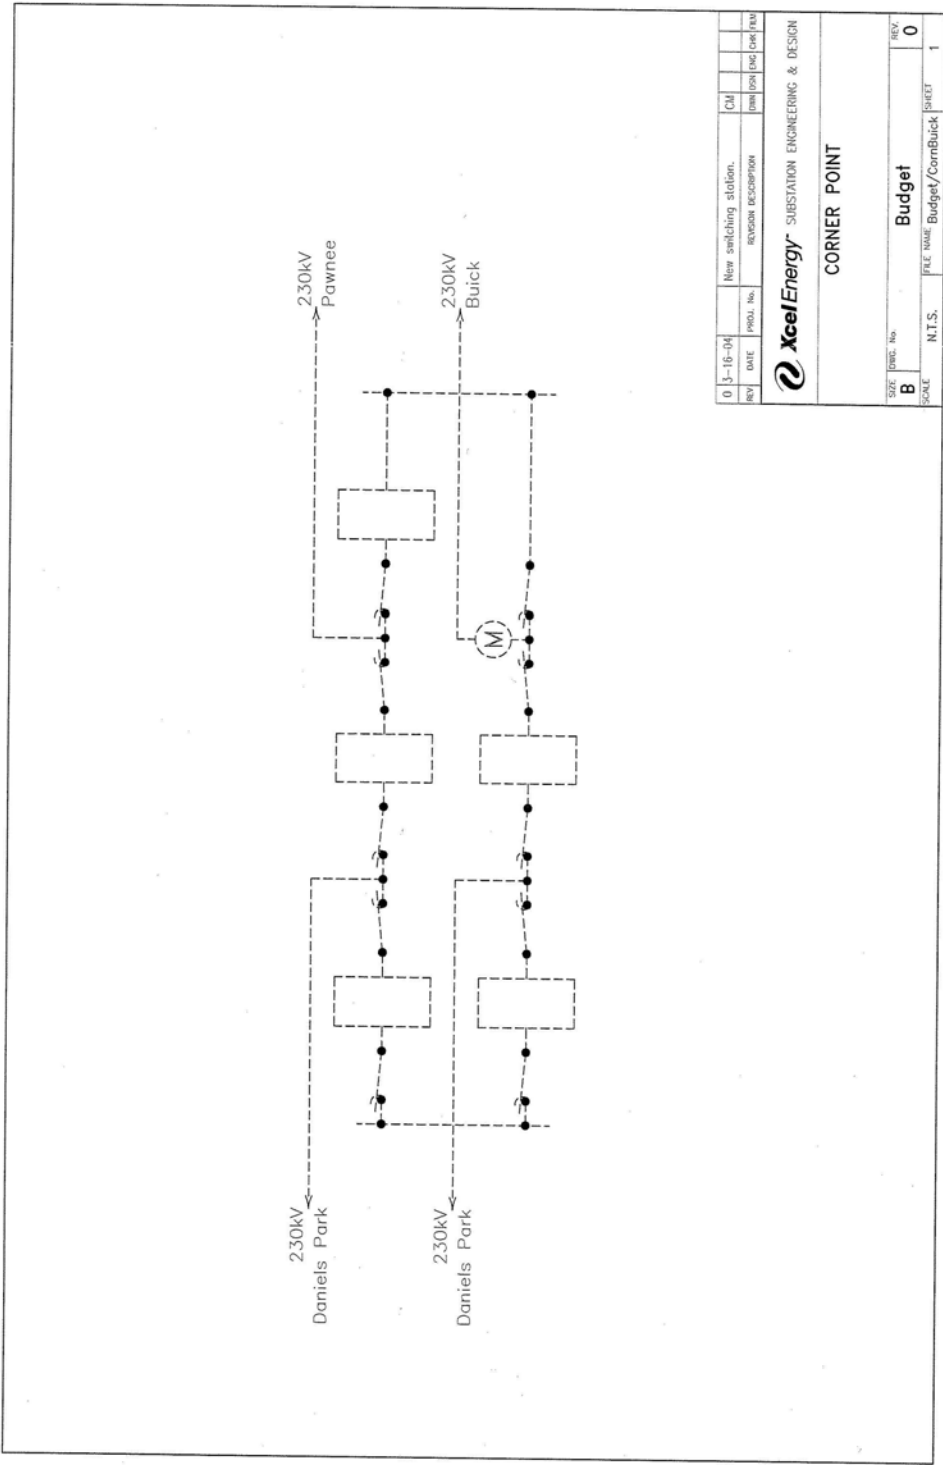 230kV
Pawnee
230kV
Buick
230kV
Daniels Park
230kV
Daniels Park
M
0 3-16-04 New switching station. CM
REV DATE PROJ. No. REVISION DESCRIPTION DWN DSN ENG CHK FILM
Xcel Energy SUBSTATION ENGINEERING & DESIGN
CORNER POINT
SIZE DWG. No. REV.
B Budget 0
SCALE N.T.S. FILE NAME Budget/CornBuick SHEET 1